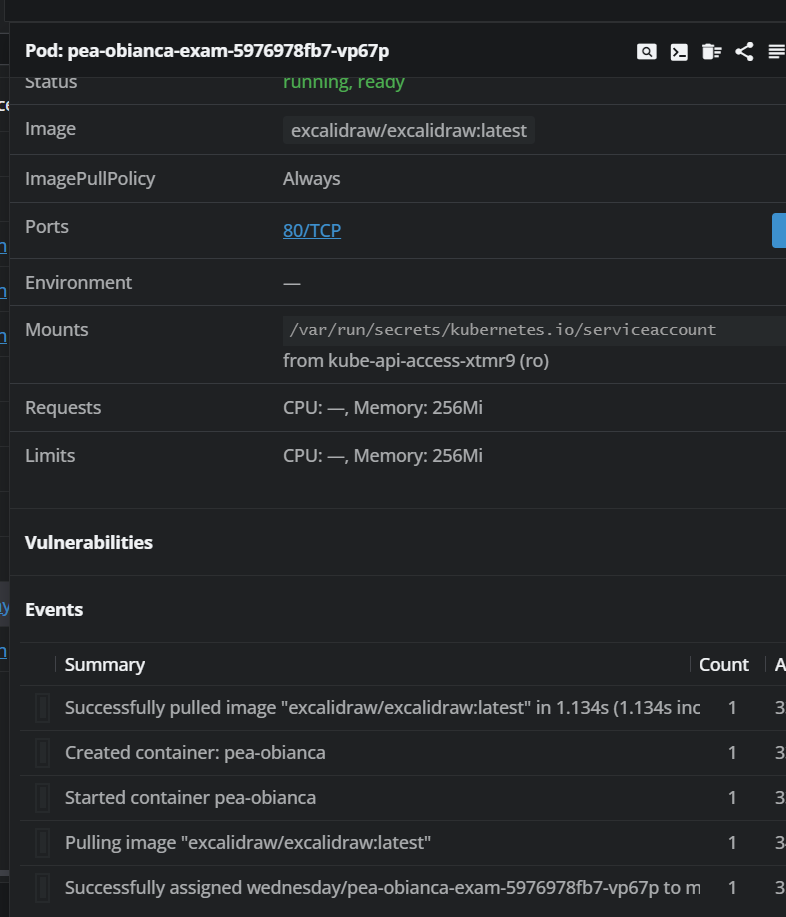 Pod: pea-obianca-exam-5976978fb7-vp67p
Status running, ready
Image excalidraw/excalidraw:latest
ImagePullPolicy Always
Ports 80/TCP
Environment —
Mounts /var/run/secrets/kubernetes.io/serviceaccount
from kube-api-access-xtmr9 (ro)
Requests CPU: —, Memory: 256Mi
Limits CPU: —, Memory: 256Mi
Vulnerabilities
Events
Summary Count A
Successfully pulled image "excalidraw/excalidraw:latest" in 1.134s (1.134s inc 1 3
Created container: pea-obianca 1 3
Started container pea-obianca 1 3
Pulling image "excalidraw/excalidraw:latest" 1 3
Successfully assigned wednesday/pea-obianca-exam-5976978fb7-vp67p to m 1 3